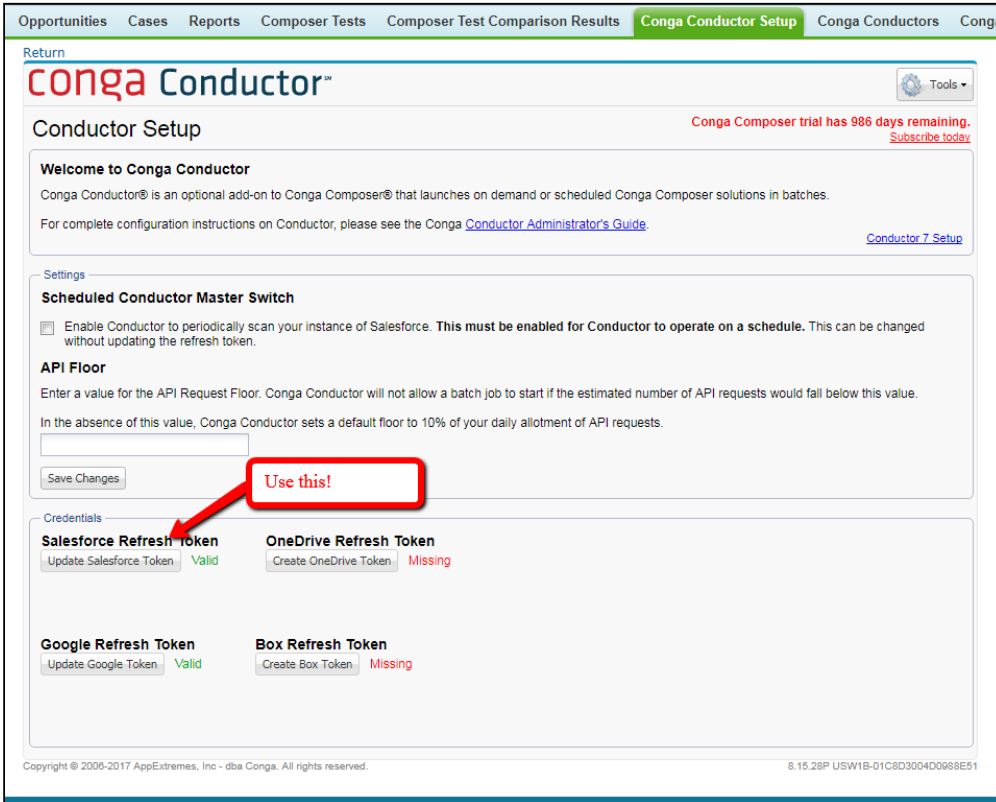 Opportunities Cases Reports Composer Tests Composer Test Comparison Results Conga Conductor Setup Conga Conductors Conga
Return
conga Conductor℠
Tools
Conductor Setup
Conga Composer trial has 986 days remaining.
Subscribe today
Welcome to Conga Conductor
Conga Conductor® is an optional add-on to Conga Composer® that launches on demand or scheduled Conga Composer solutions in batches.
For complete configuration instructions on Conductor, please see the Conga Conductor Administrator's Guide.
Conductor 7 Setup
Settings
Scheduled Conductor Master Switch
Enable Conductor to periodically scan your instance of Salesforce. This must be enabled for Conductor to operate on a schedule. This can be changed
without updating the refresh token.
API Floor
Enter a value for the API Request Floor. Conga Conductor will not allow a batch job to start if the estimated number of API requests would fall below this value.
In the absence of this value, Conga Conductor sets a default floor to 10% of your daily allotment of API requests.
Save Changes
Use this!
Credentials
Salesforce Refresh Token OneDrive Refresh Token
Update Salesforce Token Valid Create OneDrive Token Missing
Google Refresh Token Box Refresh Token
Update Google Token Valid Create Box Token Missing
Copyright © 2006-2017 AppExtremes, Inc - dba Conga. All rights reserved. 8.15.28P USW1B-01C8D3004D0988E51